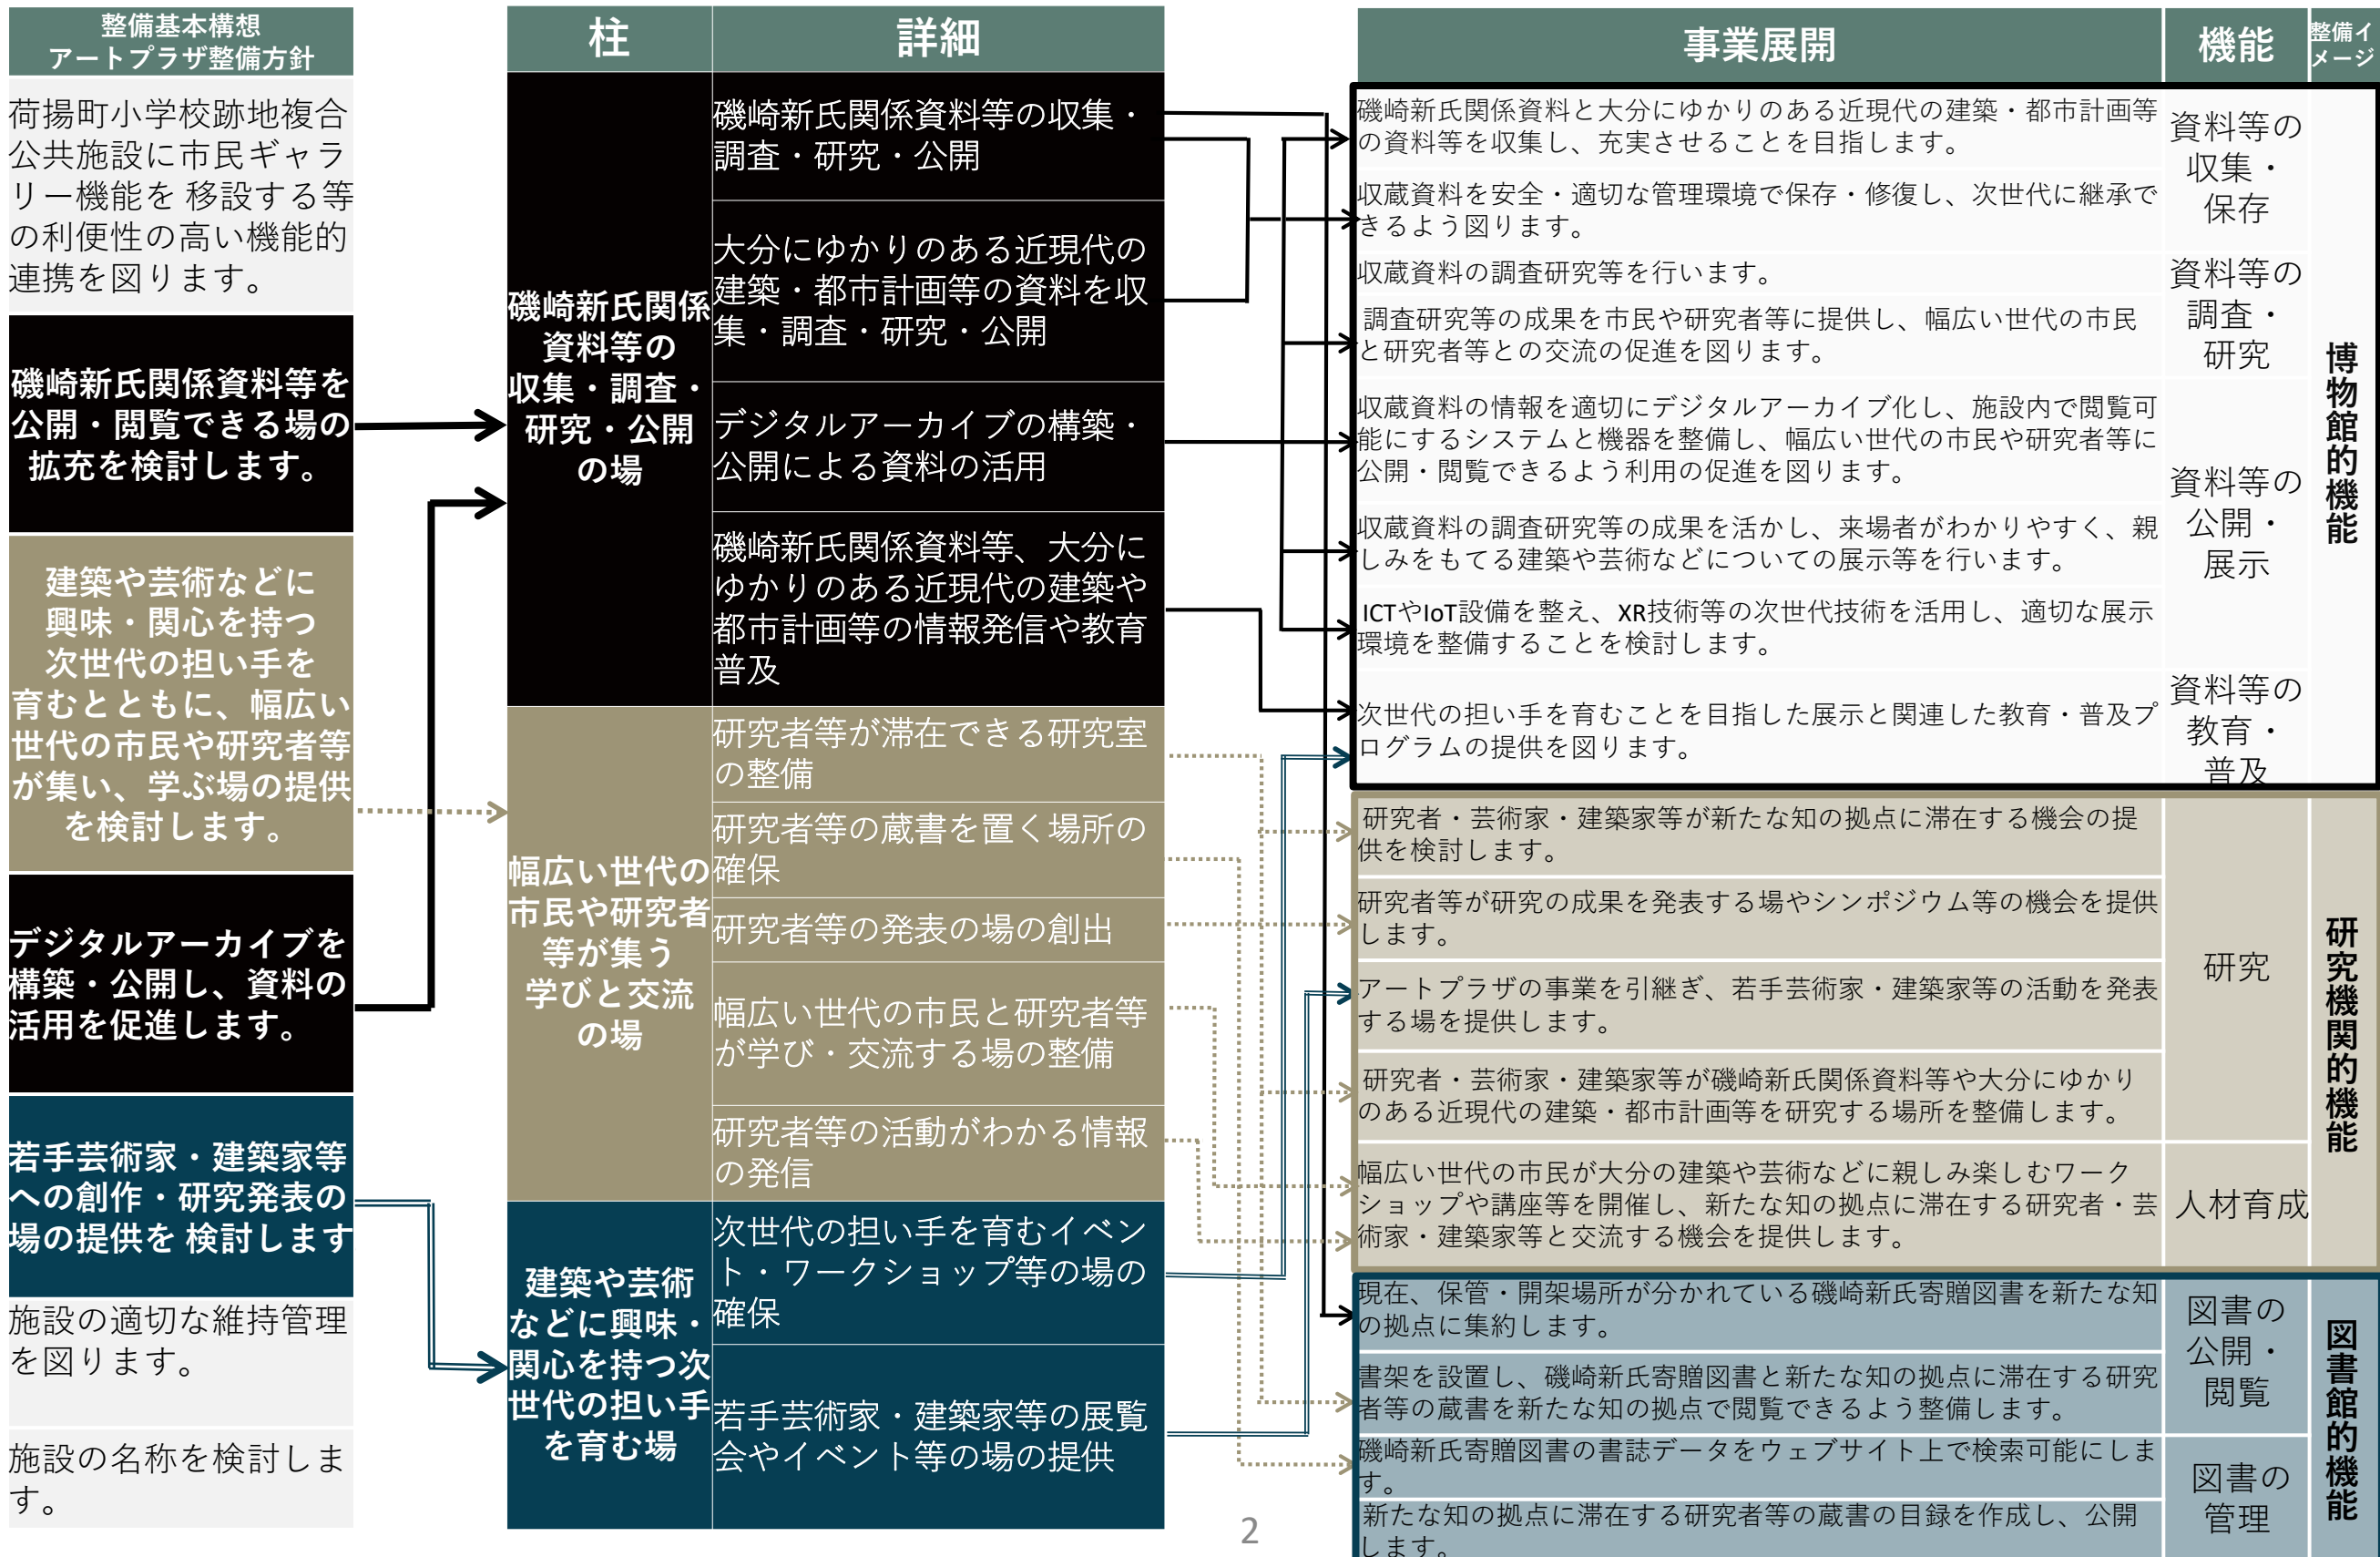 整備基本構想
アートプラザ整備方針
荷揚町小学校跡地複合
公共施設に市民ギャラ
リー機能を 移設する等
の利便性の高い機能的
連携を図ります。
磯崎新氏関係資料等を
公開・閲覧できる場の
拡充を検討します。
建築や芸術などに
興味・関心を持つ
次世代の担い手を
育むとともに、幅広い
世代の市民や研究者等
が集い、学ぶ場の提供
を検討します。
デジタルアーカイブを
構築・公開し、資料の
活用を促進します。
若手芸術家・建築家等
への創作・研究発表の
場の提供を 検討します
施設の適切な維持管理
を図ります。
施設の名称を検討しま
す。
柱
詳細
磯崎新氏関係
資料等の
収集・調査・
研究・公開
の場
磯崎新氏関係資料等の収集・
調査・研究・公開
大分にゆかりのある近現代の
建築・都市計画等の資料を収
集・調査・研究・公開
デジタルアーカイブの構築・
公開による資料の活用
磯崎新氏関係資料等、大分に
ゆかりのある近現代の建築や
都市計画等の情報発信や教育
普及
幅広い世代の
市民や研究者
等が集う
学びと交流
の場
研究者等が滞在できる研究室
の整備
研究者等の蔵書を置く場所の
確保
研究者等の発表の場の創出
幅広い世代の市民と研究者等
が学び・交流する場の整備
研究者等の活動がわかる情報
の発信
建築や芸術
などに興味・
関心を持つ次
世代の担い手
を育む場
次世代の担い手を育むイベン
ト・ワークショップ等の場の
確保
若手芸術家・建築家等の展覧
会やイベント等の場の提供
事業展開
機能
整備イ
メージ
磯崎新氏関係資料と大分にゆかりのある近現代の建築・都市計画等
の資料等を収集し、充実させることを目指します。
収蔵資料を安全・適切な管理環境で保存・修復し、次世代に継承で
きるよう図ります。
資料等の
収集・
保存
収蔵資料の調査研究等を行います。
調査研究等の成果を市民や研究者等に提供し、幅広い世代の市民
と研究者等との交流の促進を図ります。
資料等の
調査・
研究
収蔵資料の情報を適切にデジタルアーカイブ化し、施設内で閲覧可
能にするシステムと機器を整備し、幅広い世代の市民や研究者等に
公開・閲覧できるよう利用の促進を図ります。
収蔵資料の調査研究等の成果を活かし、来場者がわかりやすく、親
しみをもてる建築や芸術などについての展示等を行います。
ICTやIoT設備を整え、XR技術等の次世代技術を活用し、適切な展示
環境を整備することを検討します。
資料等の
公開・
展示
次世代の担い手を育むことを目指した展示と関連した教育・普及プ
ログラムの提供を図ります。
資料等の
教育・
普及
博物館的機能
研究者・芸術家・建築家等が新たな知の拠点に滞在する機会の提
供を検討します。
研究者等が研究の成果を発表する場やシンポジウム等の機会を提供
します。
アートプラザの事業を引継ぎ、若手芸術家・建築家等の活動を発表
する場を提供します。
研究者・芸術家・建築家等が磯崎新氏関係資料等や大分にゆかり
のある近現代の建築・都市計画等を研究する場所を整備します。
研究
幅広い世代の市民が大分の建築や芸術などに親しみ楽しむワーク
ショップや講座等を開催し、新たな知の拠点に滞在する研究者・芸
術家・建築家等と交流する機会を提供します。
人材育成
研究機関的機能
現在、保管・開架場所が分かれている磯崎新氏寄贈図書を新たな知
の拠点に集約します。
書架を設置し、磯崎新氏寄贈図書と新たな知の拠点に滞在する研究
者等の蔵書を新たな知の拠点で閲覧できるよう整備します。
図書の
公開・
閲覧
磯崎新氏寄贈図書の書誌データをウェブサイト上で検索可能にしま
す。
新たな知の拠点に滞在する研究者等の蔵書の目録を作成し、公開
します。
図書の
管理
図書館的機能
2